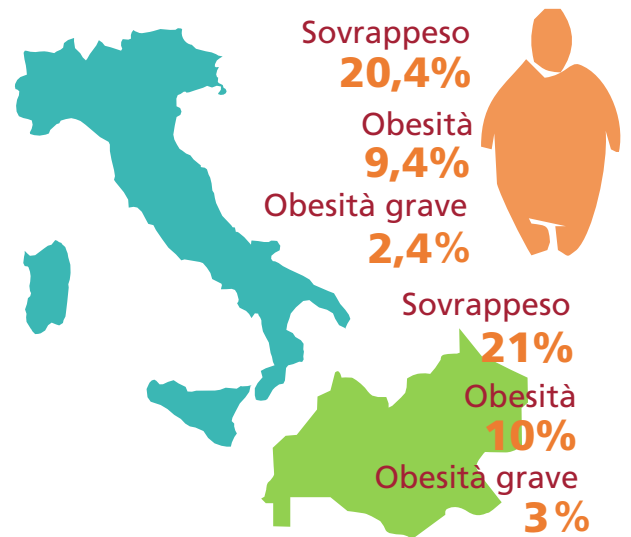 Sovrappeso
20,4%
Obesità
9,4%
Obesità grave
2,4%
Sovrappeso
21%
Obesità
10%
Obesità grave
3%